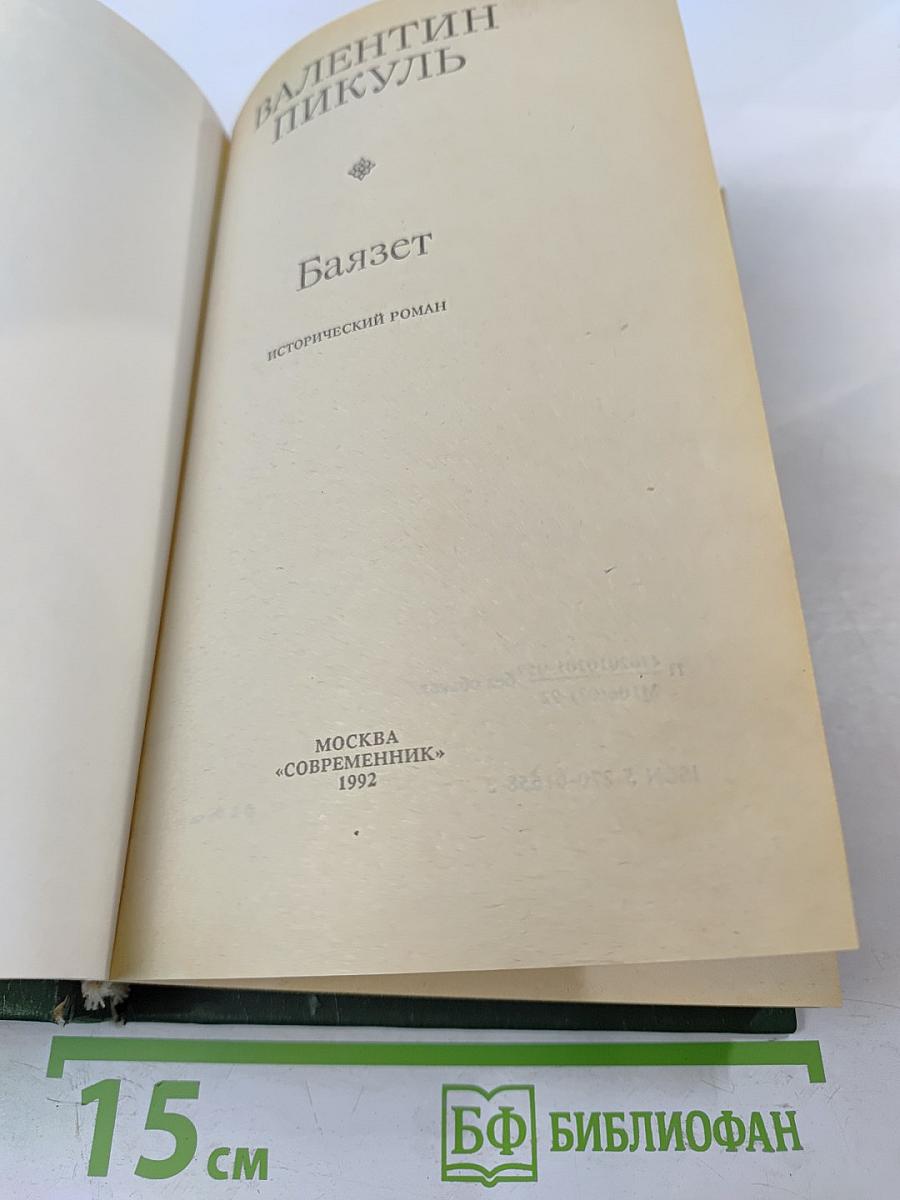 ВАЛЕНТИН
ПИКУЛЬ
Баязет
ИСТОРИЧЕСКИЙ РОМАН
МОСКВА
«СОВРЕМЕННИК»
1992
15 см
БФ БИБЛИОФАН